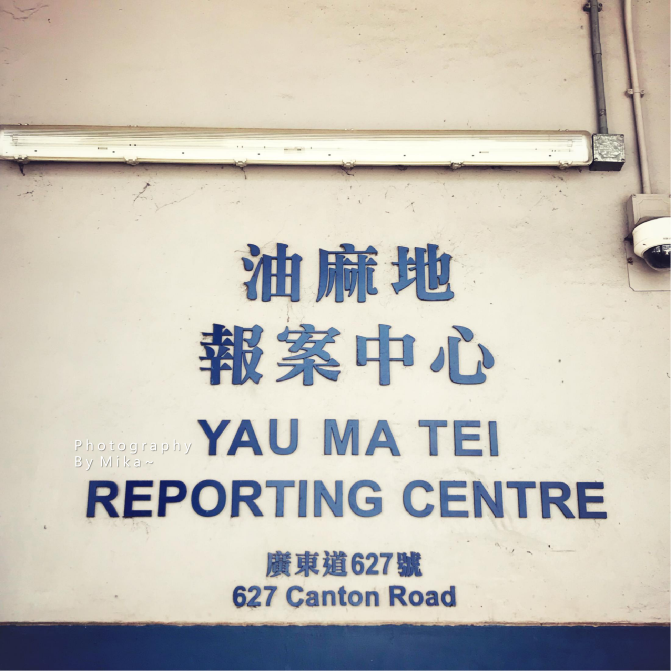 油麻地
報案中心
YAU MA TEI
REPORTING CENTRE
廣東道627號
627 Canton Road
Photography
By Mika~